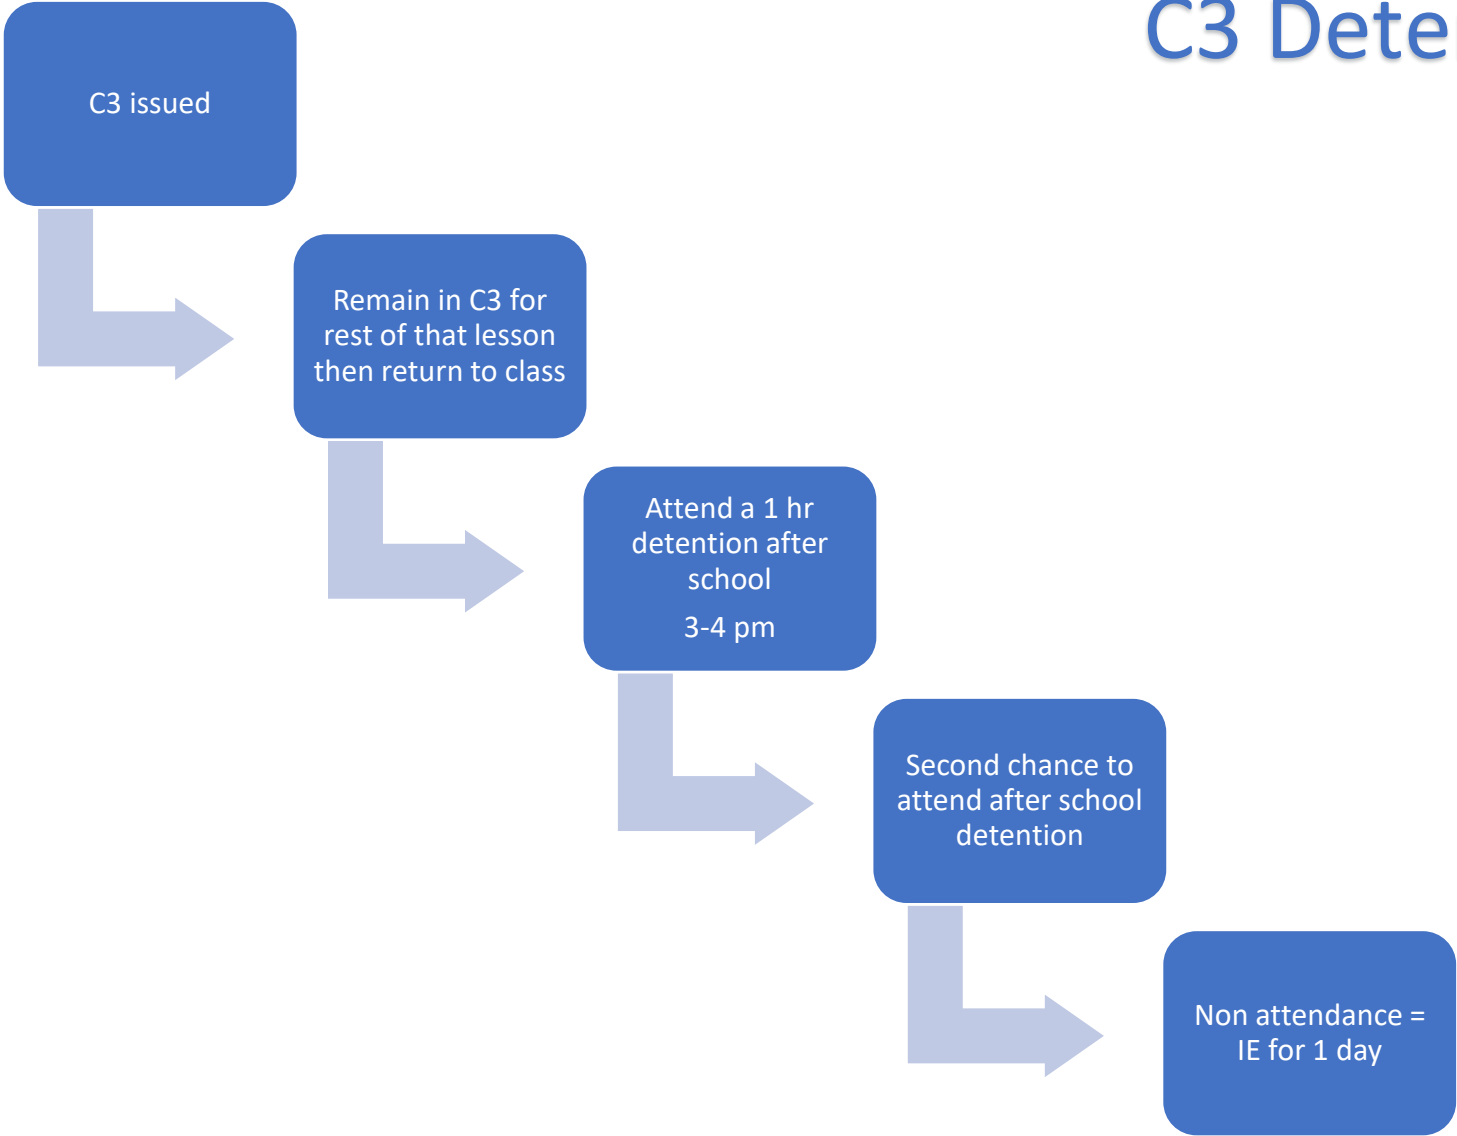 C3 Dete
C3 issued
Remain in C3 for
rest of that lesson
then return to class
Attend a 1 hr
detention after
school
3-4 pm
Second chance to
attend after school
detention
Non attendance =
IE for 1 day